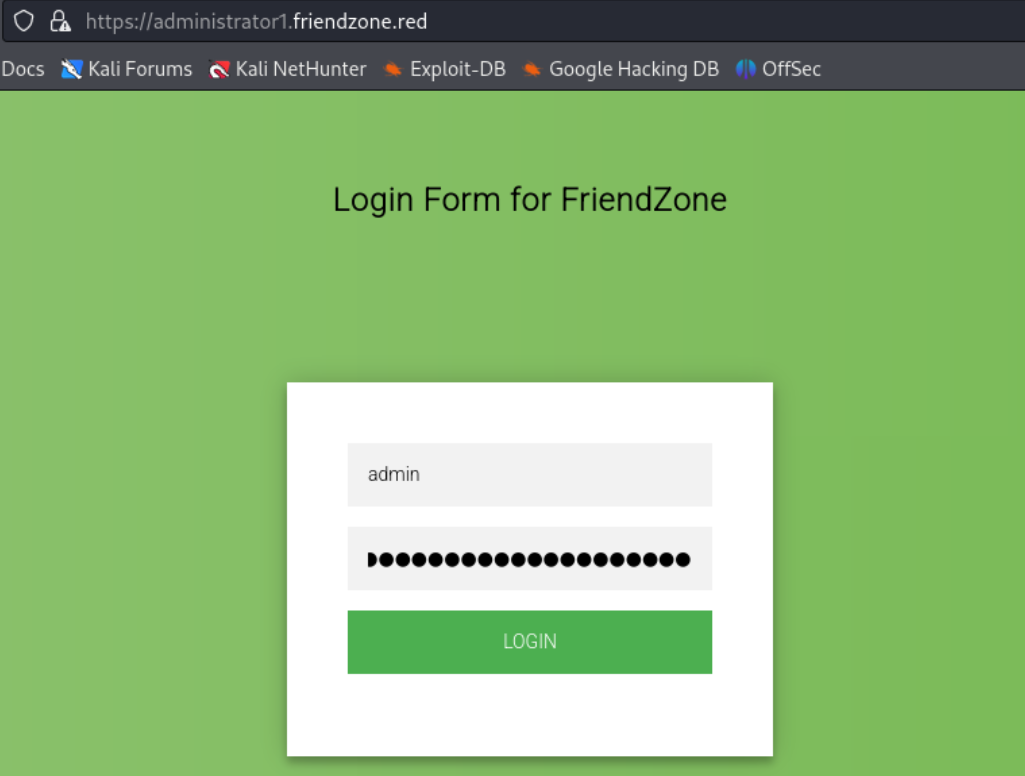 https://administrator1.friendzone.red
Docs Kali Forums Kali NetHunter Exploit-DB Google Hacking DB OffSec
Login Form for FriendZone
admin
●●●●●●●●●●●●●●●●●●●●
LOGIN